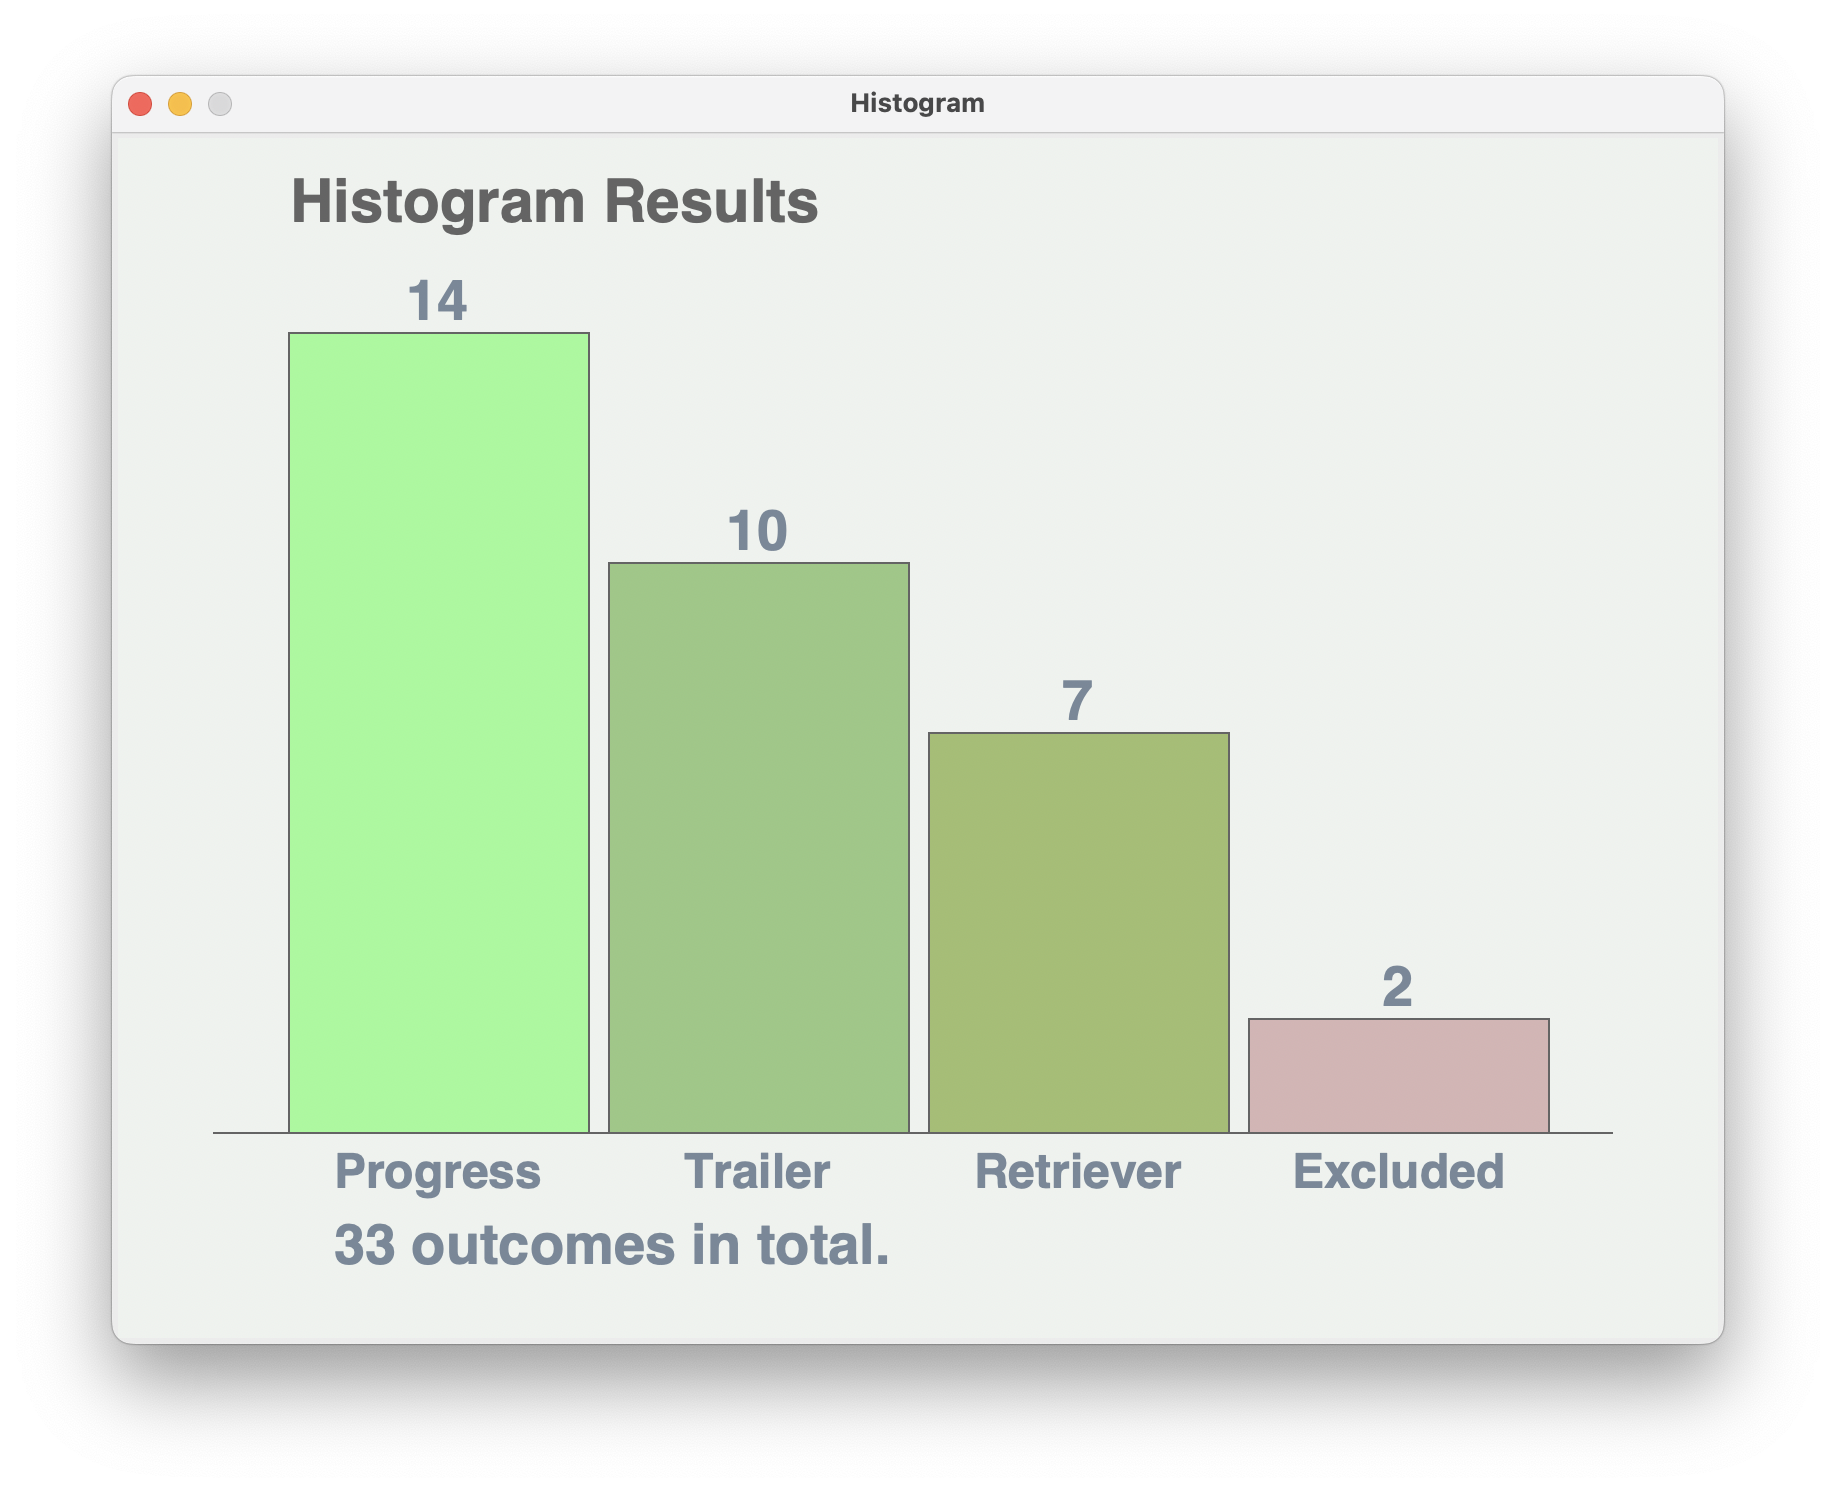 Histogram
Histogram Results
14
10
7
2
Progress Trailer Retriever Excluded
33 outcomes in total.